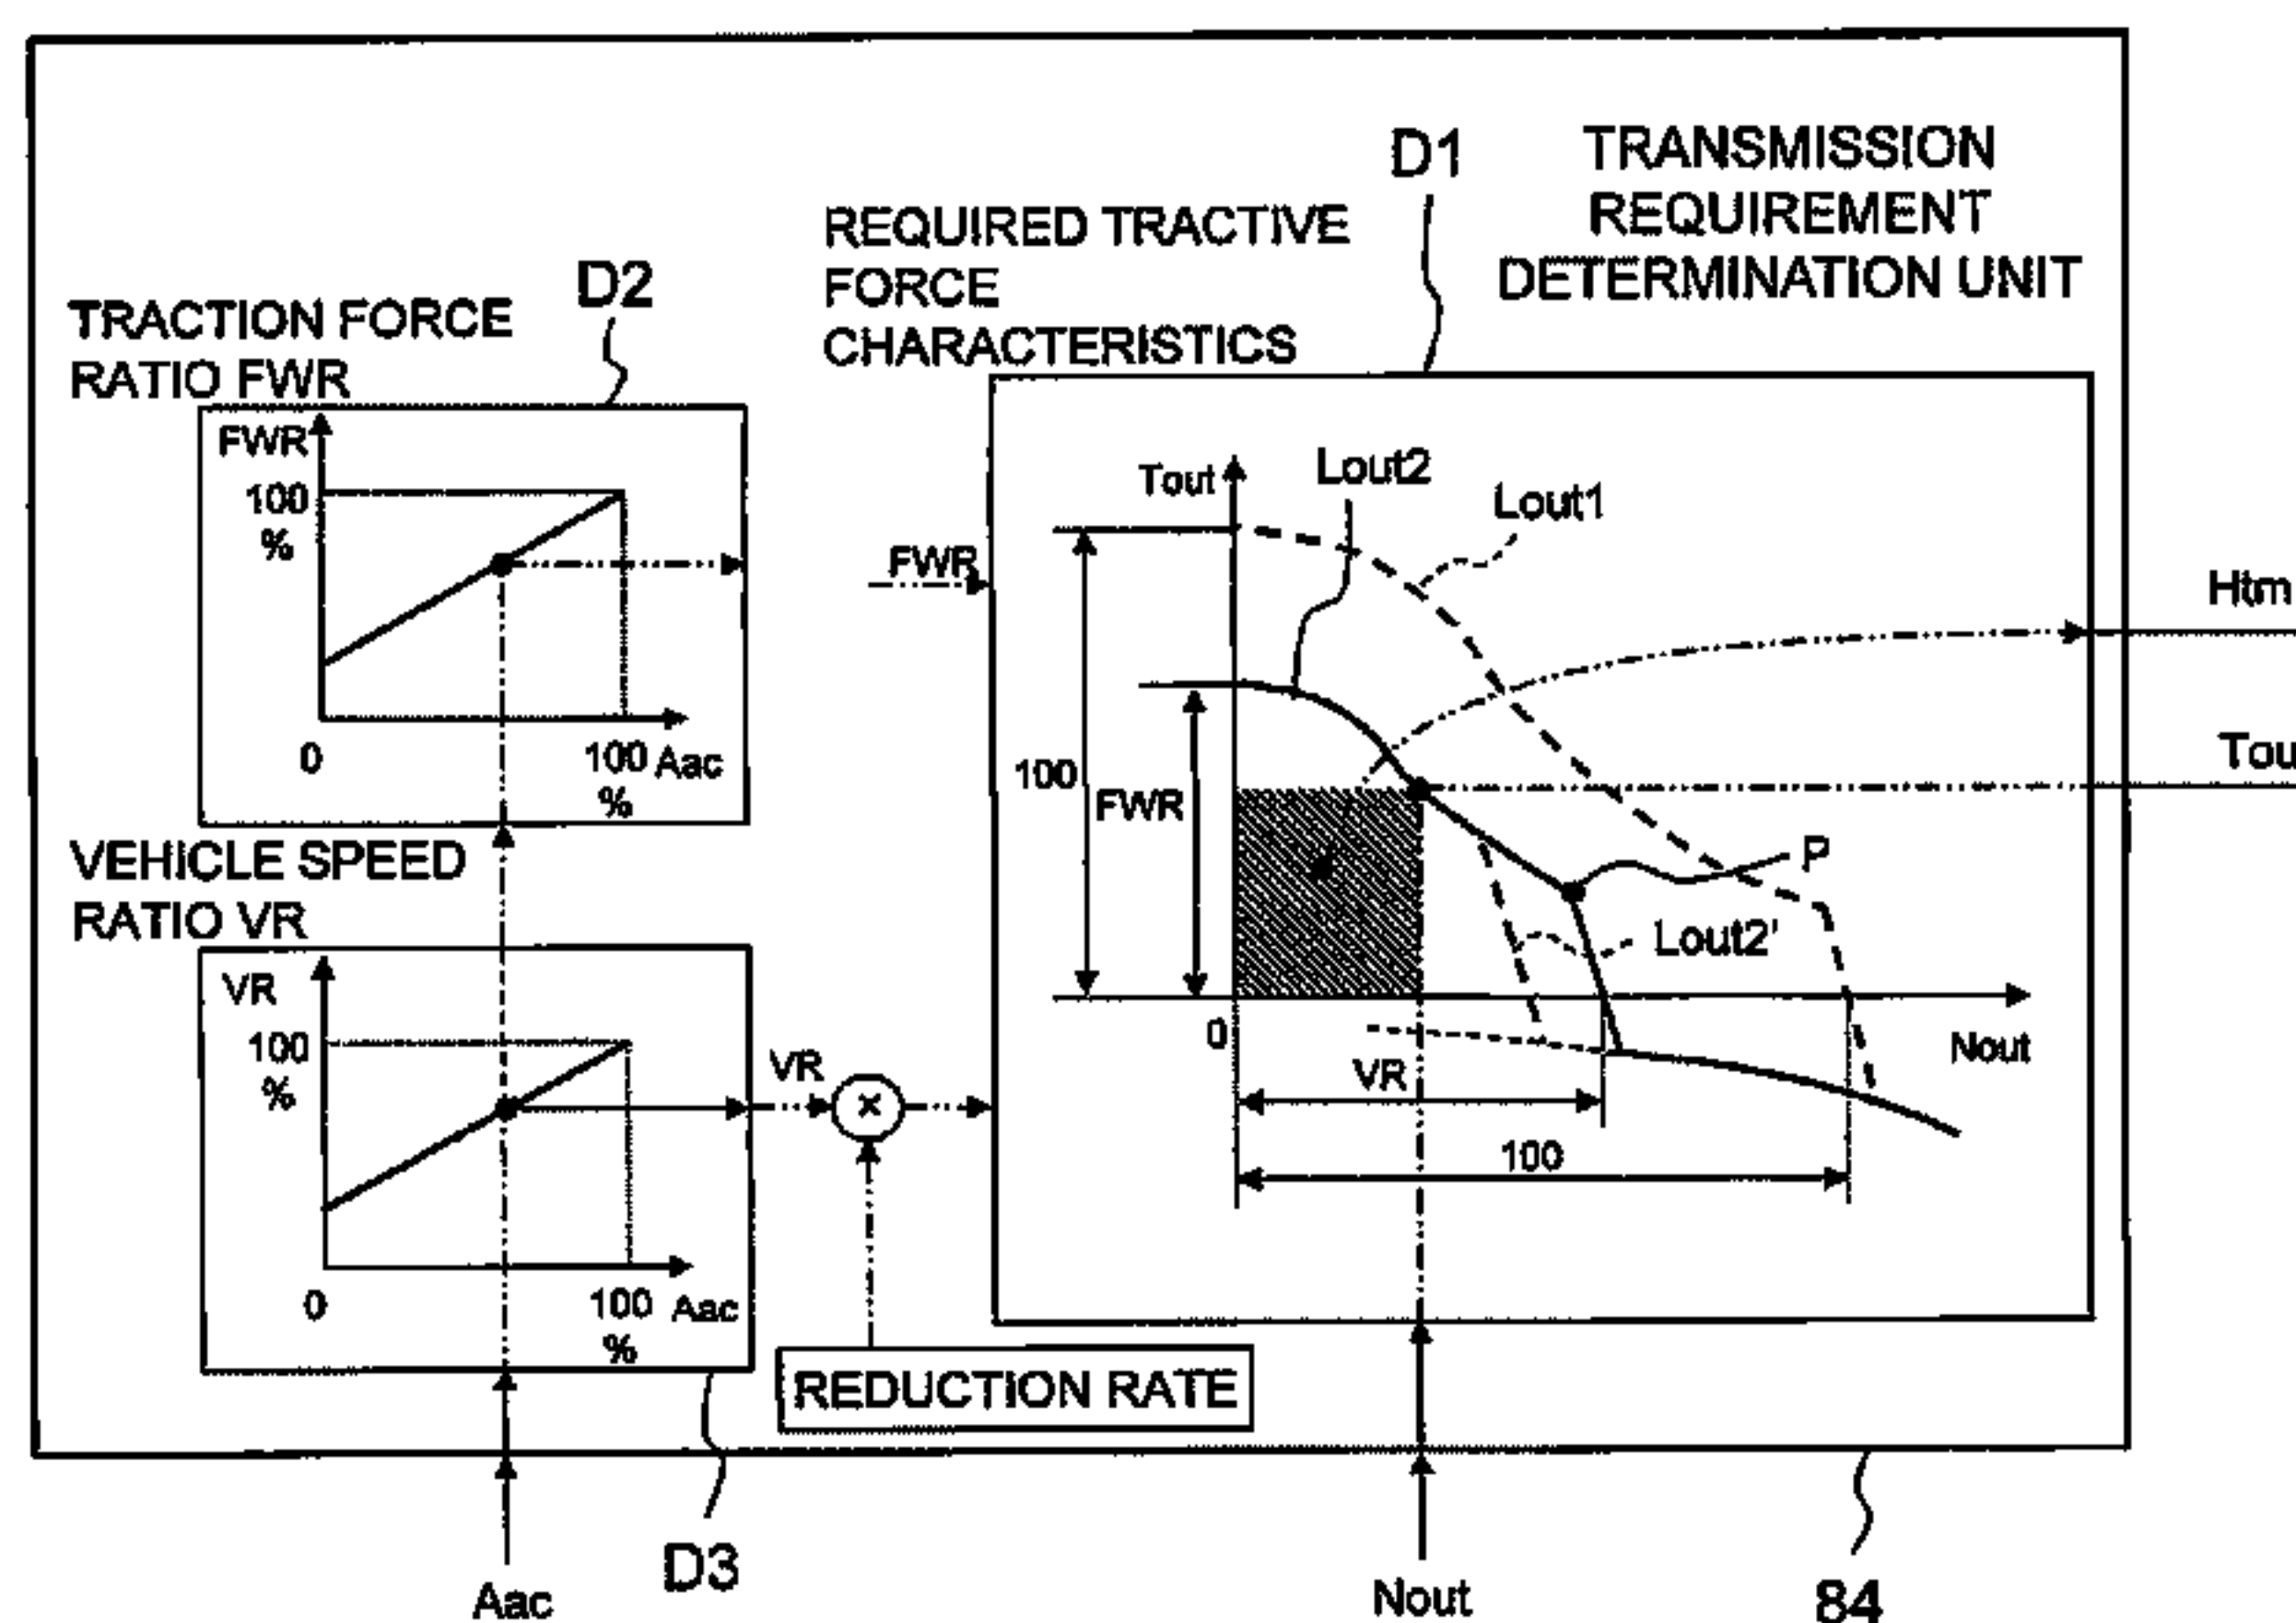 TRANSMISSION
REQUIREMENT
DETERMINATION UNIT
D1
REQUIRED TRACTIVE
FORCE
CHARACTERISTICS
D2
TRACTION FORCE
RATIO FWR
FWR
100
%
0
100
%
Aac
VEHICLE SPEED
RATIO VR
VR
100
%
0
100
%
Aac
D3
Aac
VR
×
REDUCTION RATE
FWR
Tout
Lout2
Lout1
100
FWR
P
Lout2'
0
Nout
VR
100
Htm
Tou
Nout
84